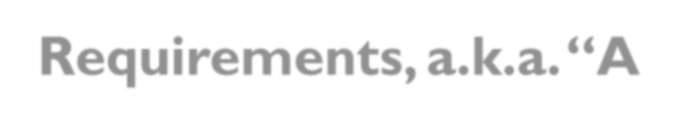 Requirements, a.k.a. “A